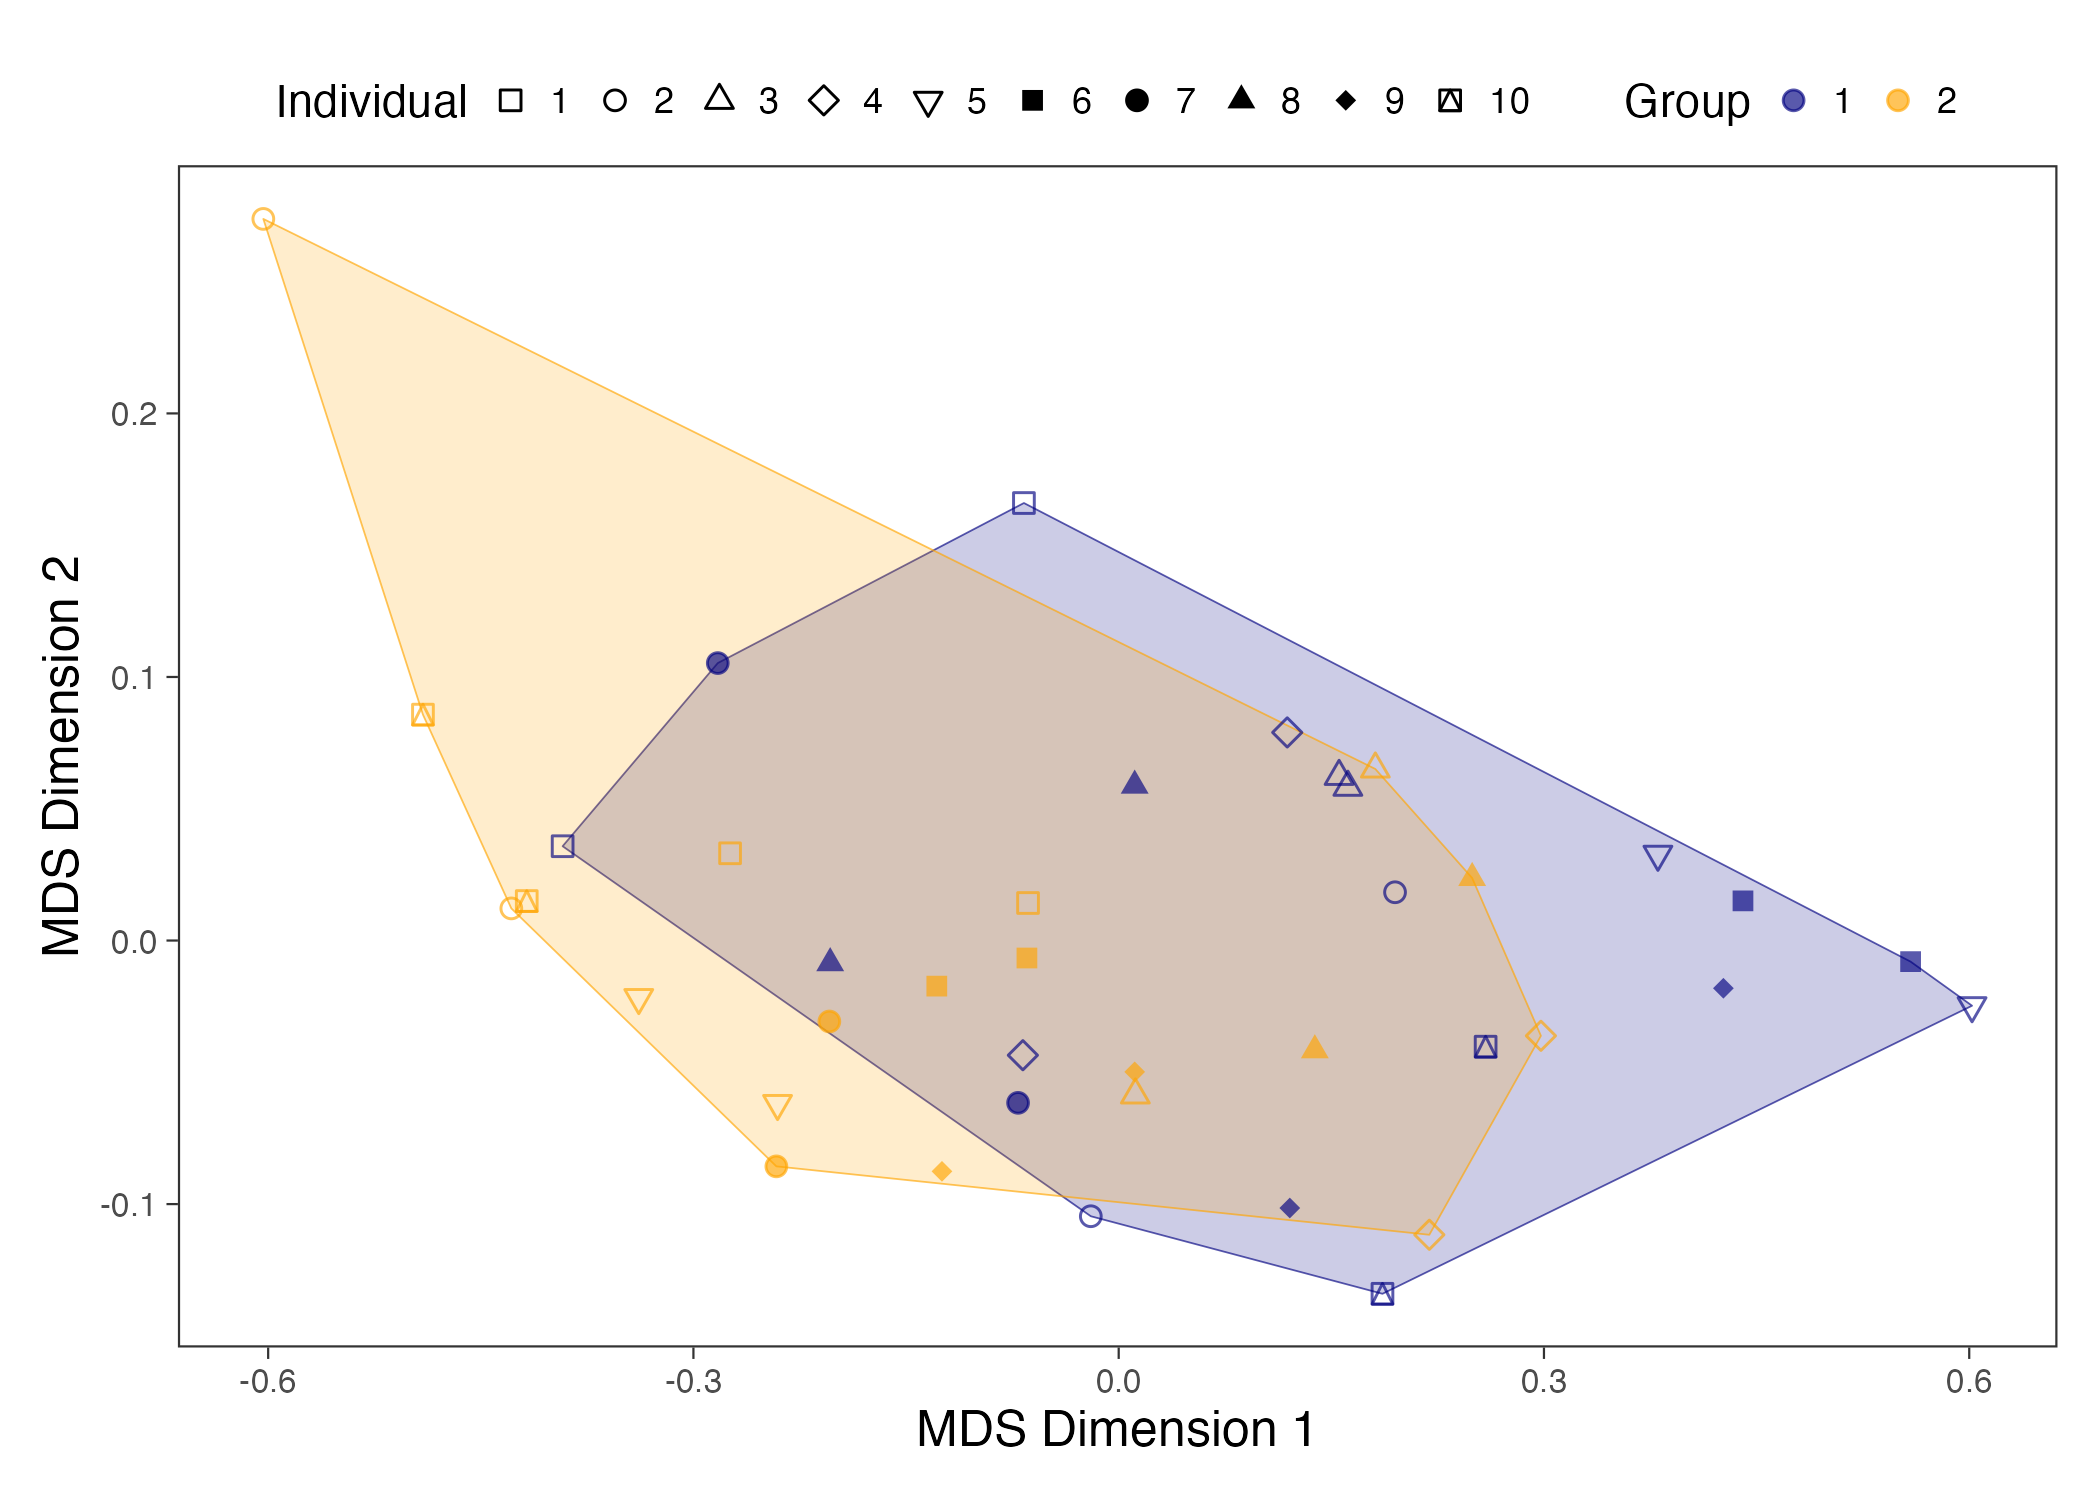 Individual 1 2 3 4 5 6 7 8 9 10 Group 1 2
0.2
0.1
0.0
-0.1
MDS Dimension 2
-0.6 -0.3 0.0 0.3 0.6
MDS Dimension 1